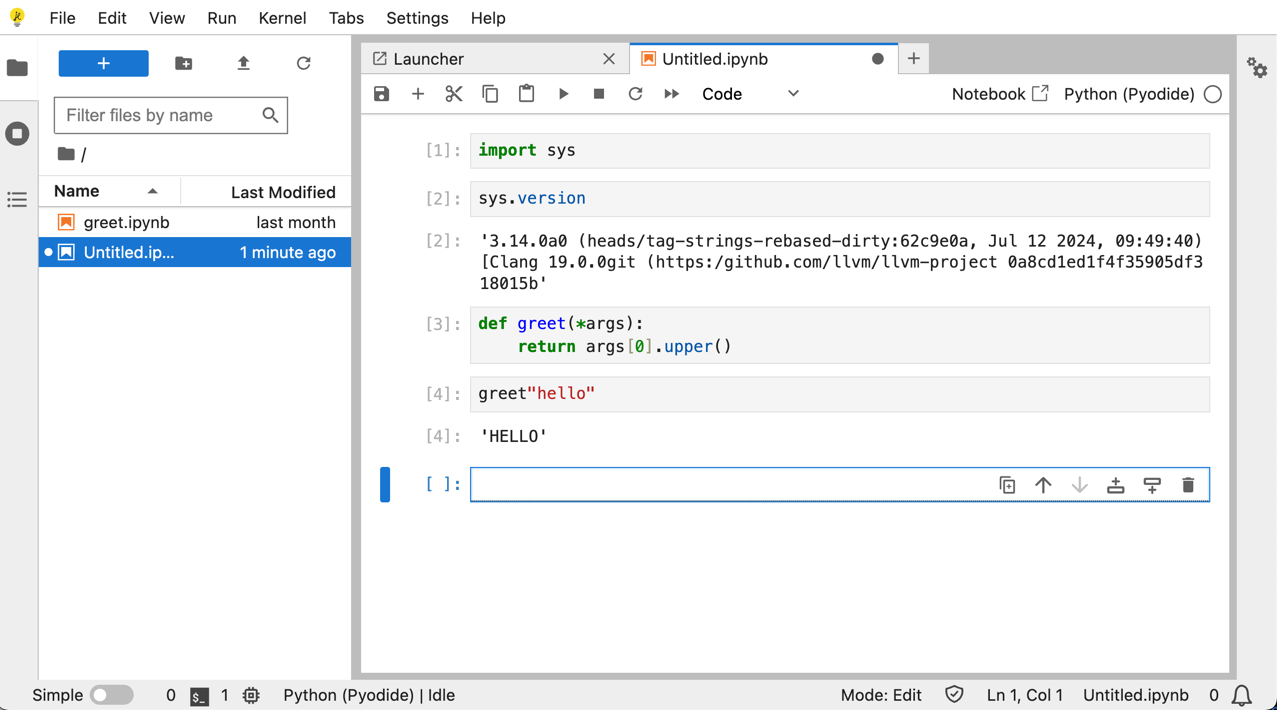 File Edit View Run Kernel Tabs Settings Help
Filter files by name
/
Name Last Modified
greet.ipynb last month
Untitled.ip... 1 minute ago
Launcher
Untitled.ipynb
Code
Notebook Python (Pyodide)
[1]: import sys
[2]: sys.version
[2]: '3.14.0a0 (heads/tag-strings-rebased-dirty:62c9e0a, Jul 12 2024, 09:49:40)
[Clang 19.0.0git (https:/github.com/llvm/llvm-project 0a8cd1ed1f4f35905df3
18015b'
[3]: def greet(*args):
return args[0].upper()
[4]: greet"hello"
[4]: 'HELLO'
[ ]:
Simple 0 $_ 1 Python (Pyodide) | Idle Mode: Edit Ln 1, Col 1 Untitled.ipynb 0